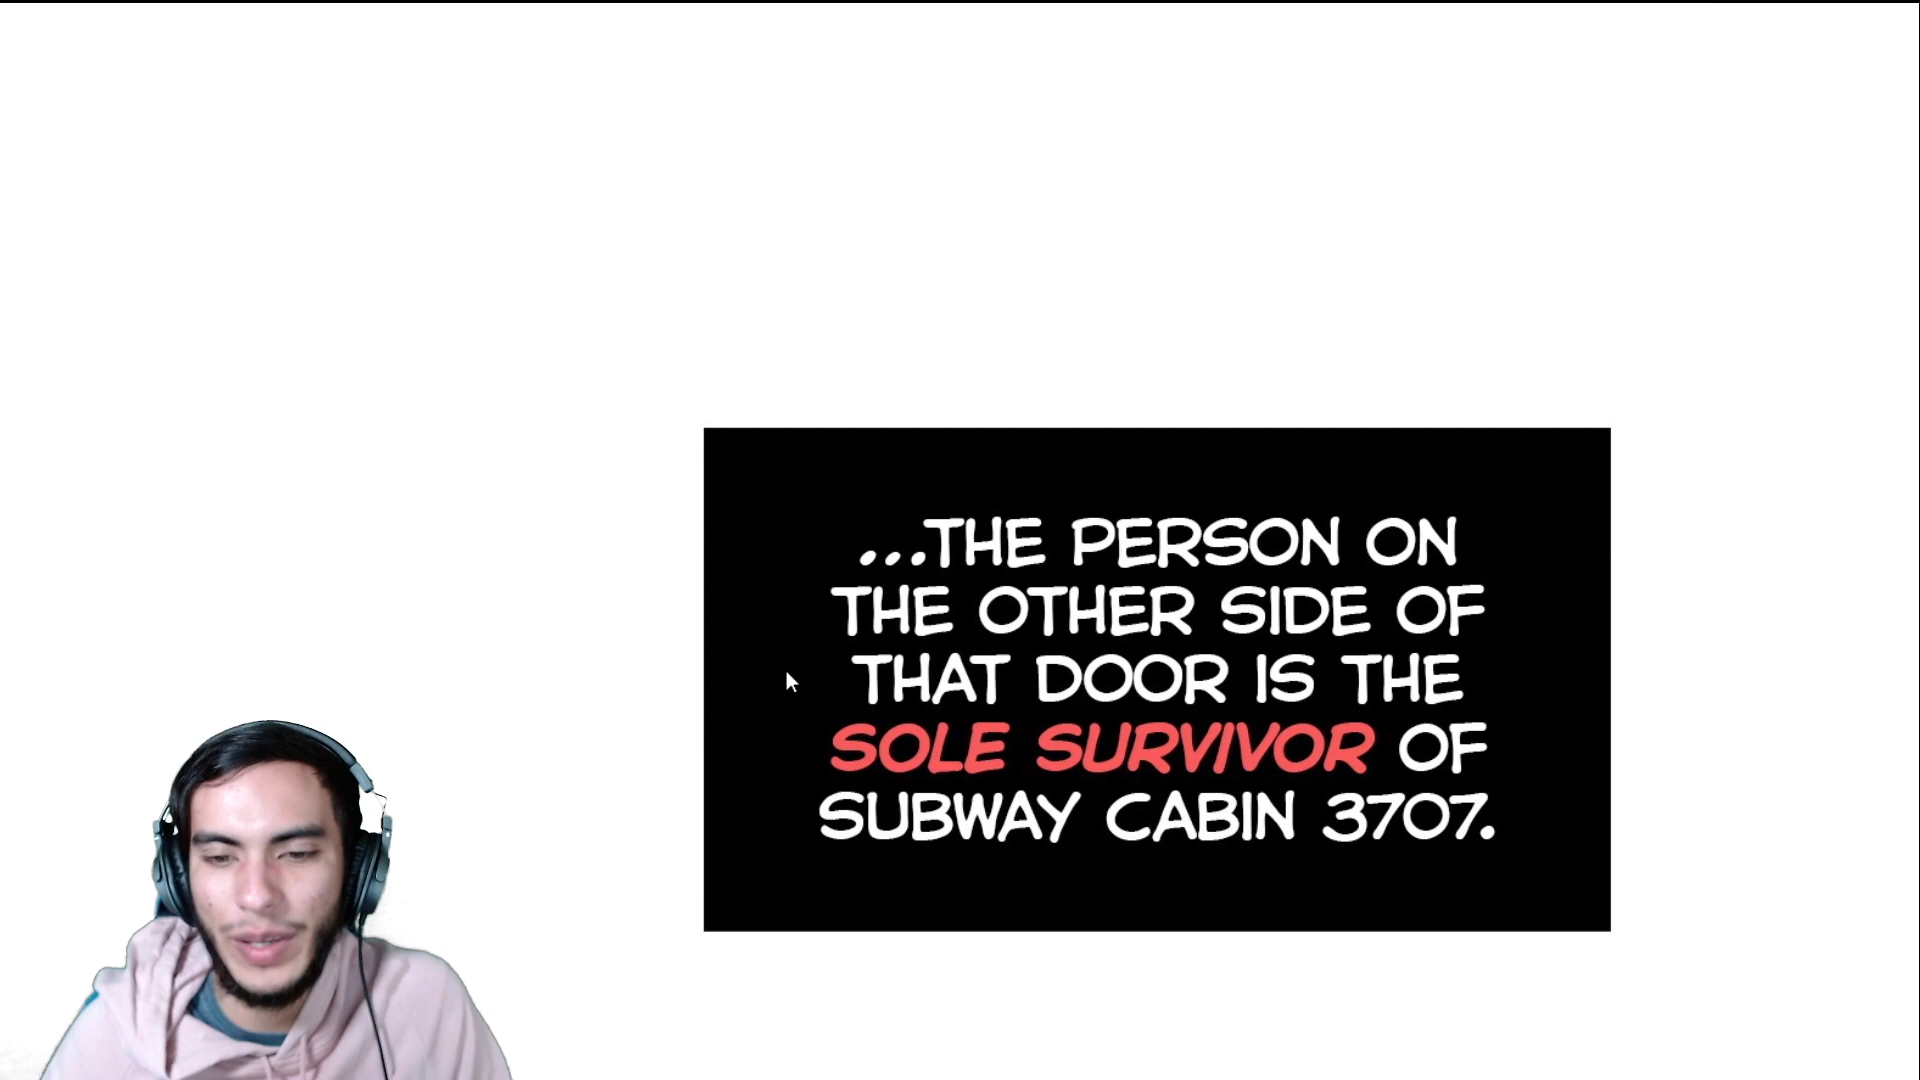 ...THE PERSON ON
THE OTHER SIDE OF
THAT DOOR IS THE
SOLE SURVIVOR OF
SUBWAY CABIN 3707.